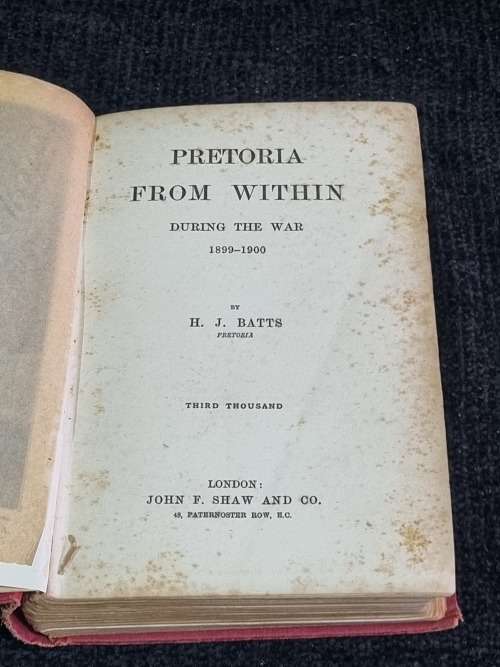 PRETORIA
FROM WITHIN
DURING THE WAR
1899-1900
BY
H. J. BATTS
PRETORIA
THIRD THOUSAND
LONDON:
JOHN F. SHAW AND CO.
48, PATERNOSTER ROW, E.C.